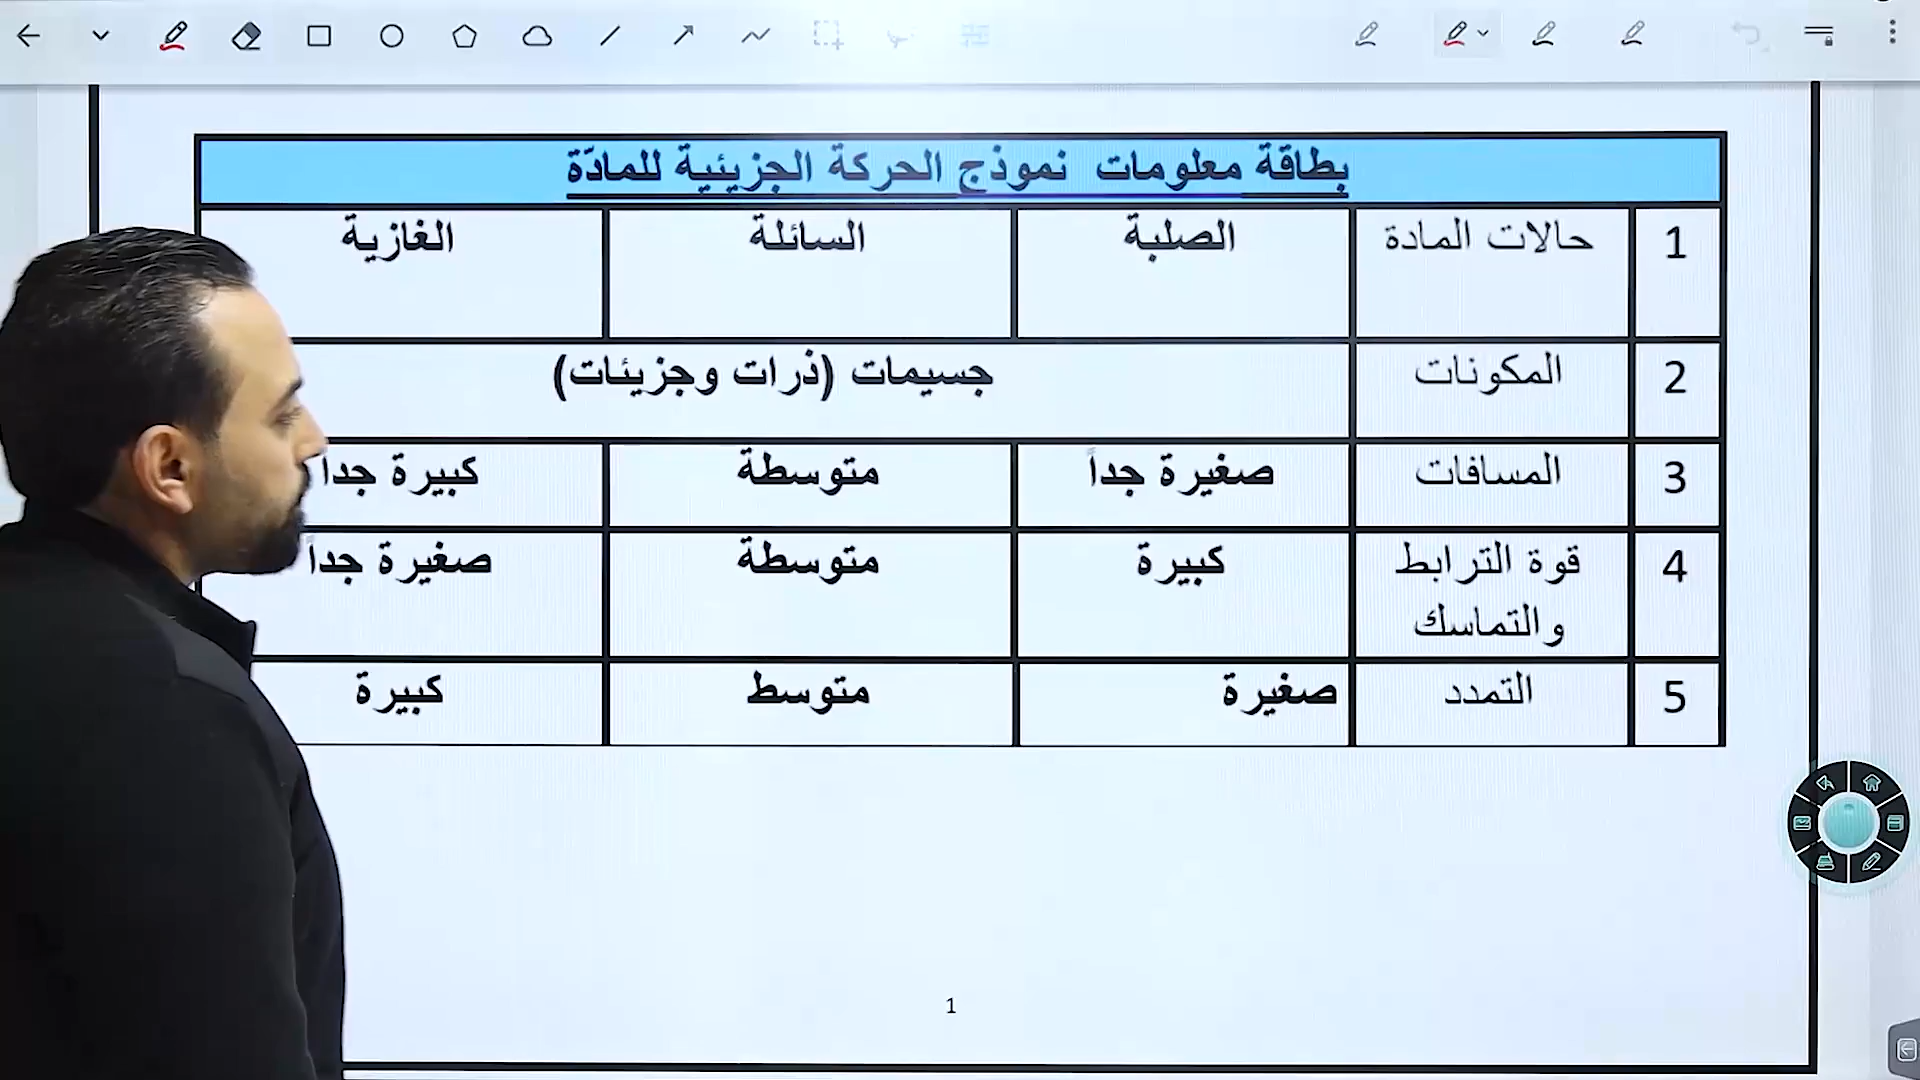 بطاقة معلومات نموذج الحركة الجزيئية للمادّة
1 حالات المادة الصلبة السائلة الغازية
2 المكونات جسيمات (ذرات وجزيئات)
3 المسافات صغيرة جداً متوسطة كبيرة جدا
4 قوة الترابط والتماسك كبيرة متوسطة صغيرة جداً
5 التمدد صغيرة متوسط كبيرة
1